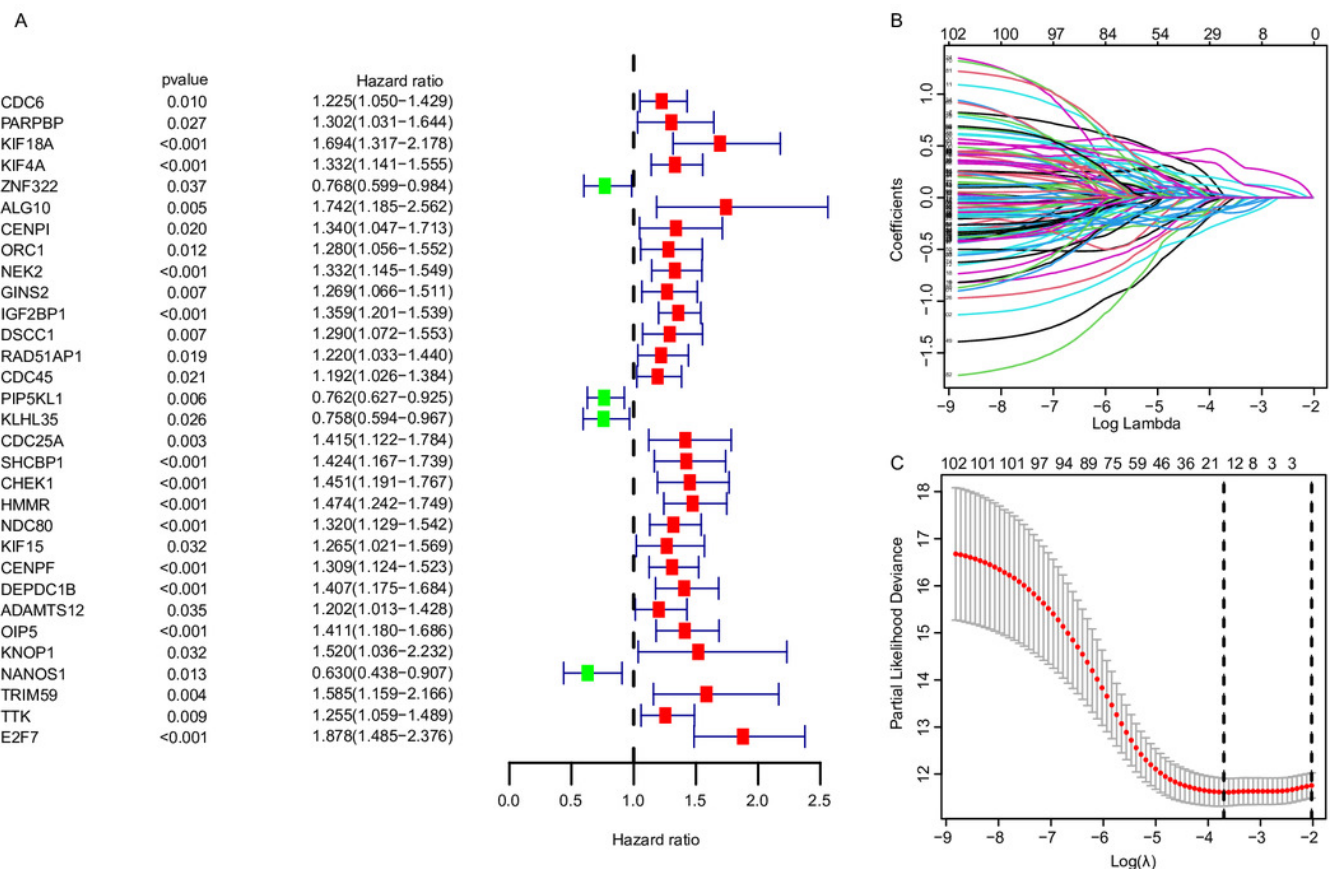 A
pvalue Hazard ratio
CDC6 0.010 1.225(1.050−1.429)
PARPBP 0.027 1.302(1.031−1.644)
KIF18A <0.001 1.694(1.317−2.178)
KIF4A <0.001 1.332(1.141−1.555)
ZNF322 0.037 0.768(0.599−0.984)
ALG10 0.005 1.742(1.185−2.562)
CENPI 0.020 1.340(1.047−1.713)
ORC1 0.012 1.280(1.056−1.552)
NEK2 <0.001 1.332(1.145−1.549)
GINS2 0.007 1.269(1.066−1.511)
IGF2BP1 <0.001 1.359(1.201−1.539)
DSCC1 0.007 1.290(1.072−1.553)
RAD51AP1 0.019 1.220(1.033−1.440)
CDC45 0.021 1.192(1.026−1.384)
PIP5KL1 0.006 0.762(0.627−0.925)
KLHL35 0.026 0.758(0.594−0.967)
CDC25A 0.003 1.415(1.122−1.784)
SHCBP1 <0.001 1.424(1.167−1.739)
CHEK1 <0.001 1.451(1.191−1.767)
HMMR <0.001 1.474(1.242−1.749)
NDC80 <0.001 1.320(1.129−1.542)
KIF15 0.032 1.265(1.021−1.569)
CENPF <0.001 1.309(1.124−1.523)
DEPDC1B <0.001 1.407(1.175−1.684)
ADAMTS12 0.035 1.202(1.013−1.428)
OIP5 <0.001 1.411(1.180−1.686)
KNOP1 0.032 1.520(1.036−2.232)
NANOS1 0.013 0.630(0.438−0.907)
TRIM59 0.004 1.585(1.159−2.166)
TTK 0.009 1.255(1.059−1.489)
E2F7 <0.001 1.878(1.485−2.376)
0.0 0.5 1.0 1.5 2.0 2.5
Hazard ratio
B
102 100 97 84 54 29 8 0
Coefficients
1.0
0.5
0.0
−0.5
−1.0
−1.5
−9 −8 −7 −6 −5 −4 −3 −2
Log Lambda
C
102 101 101 97 94 89 75 59 46 36 21 12 8 3 3
Partial Likelihood Deviance
18
17
16
15
14
13
12
−9 −8 −7 −6 −5 −4 −3 −2
Log(λ)